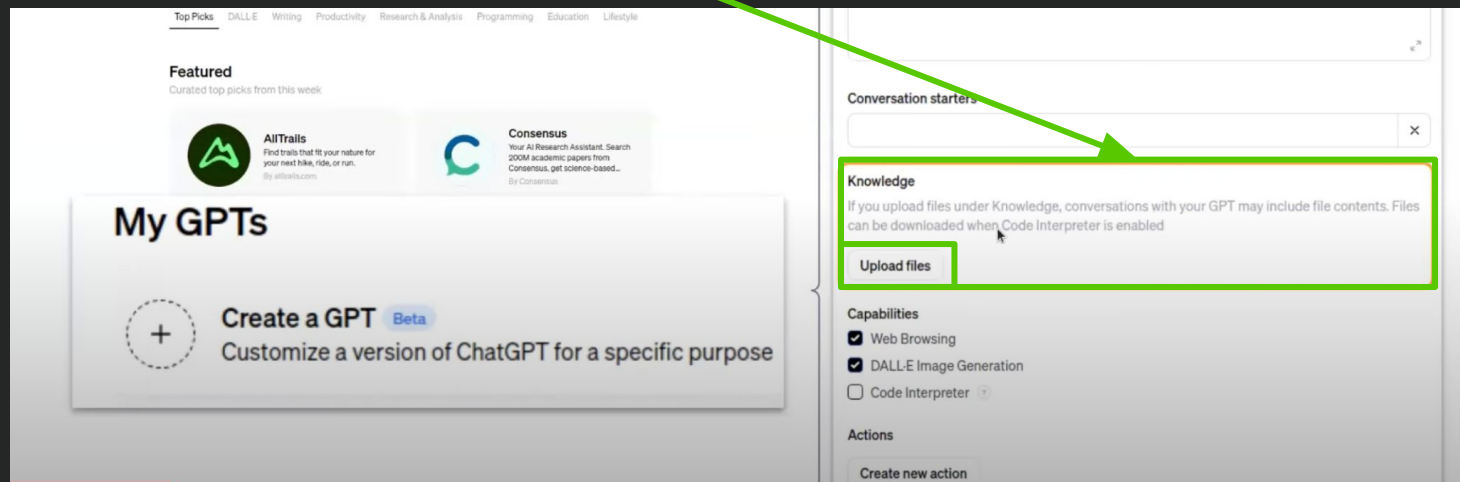 Top Picks DALL·E Writing Productivity Research & Analysis Programming Education Lifestyle
Featured
Curated top picks from this week
AllTrails
Find trails that fit your nature for
your next hike, ride, or run.
By alltrails.com
Consensus
Your AI Research Assistant. Search
200M academic papers from
Consensus, get science-based...
By Consensus
My GPTs
Create a GPT Beta
Customize a version of ChatGPT for a specific purpose
Conversation starters
Knowledge
If you upload files under Knowledge, conversations with your GPT may include file contents. Files
can be downloaded when Code Interpreter is enabled
Upload files
Capabilities
Web Browsing
DALL·E Image Generation
Code Interpreter ?
Actions
Create new action